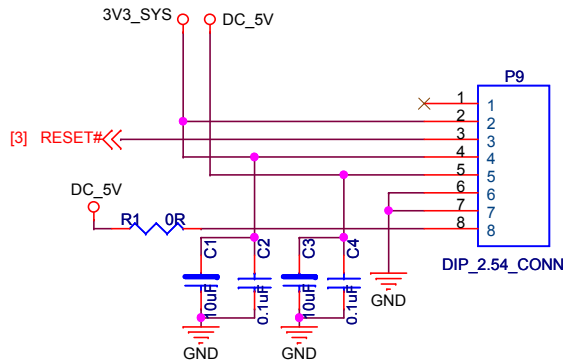 3V3_SYS DC_5V
P9
1 1
2 2
[3] RESET# 3 3
4 4
5 5
DC_5V 6 6
7 7
R1 0R 8 8
C1 C2 C3 C4
DIP_2.54_CONN
10uF 0.1uF 10uF 0.1uF
GND
GND GND